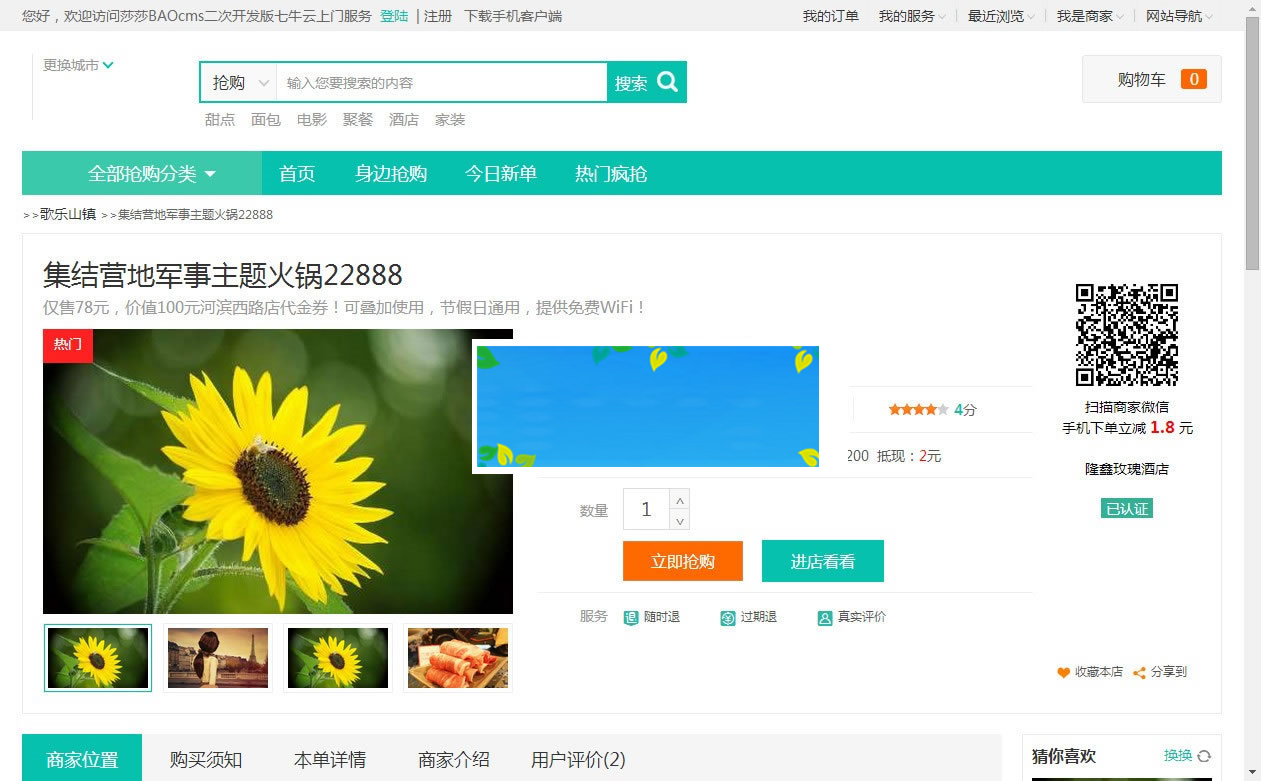 您好，欢迎访问莎莎BAOcms二次开发版七牛云上门服务 登陆 | 注册 下载手机客户端 我的订单 我的服务 最近浏览 我是商家 网站导航
更换城市
抢购 输入您要搜索的内容 搜索 购物车 0
甜点 面包 电影 聚餐 酒店 家装
全部抢购分类 首页 身边抢购 今日新单 热门疯抢
>>歌乐山镇 >>集结营地军事主题火锅22888
集结营地军事主题火锅22888
仅售78元，价值100元河滨西路店代金券！可叠加使用，节假日通用，提供免费WiFi！
热门
4分
扫描商家微信
手机下单立减 1.8 元
200 抵现：2元
隆鑫玫瑰酒店
数量 1
已认证
立即抢购 进店看看
服务 退 随时退 过期退 真实评价
收藏本店 分享到
商家位置 购买须知 本单详情 商家介绍 用户评价(2) 猜你喜欢 换换